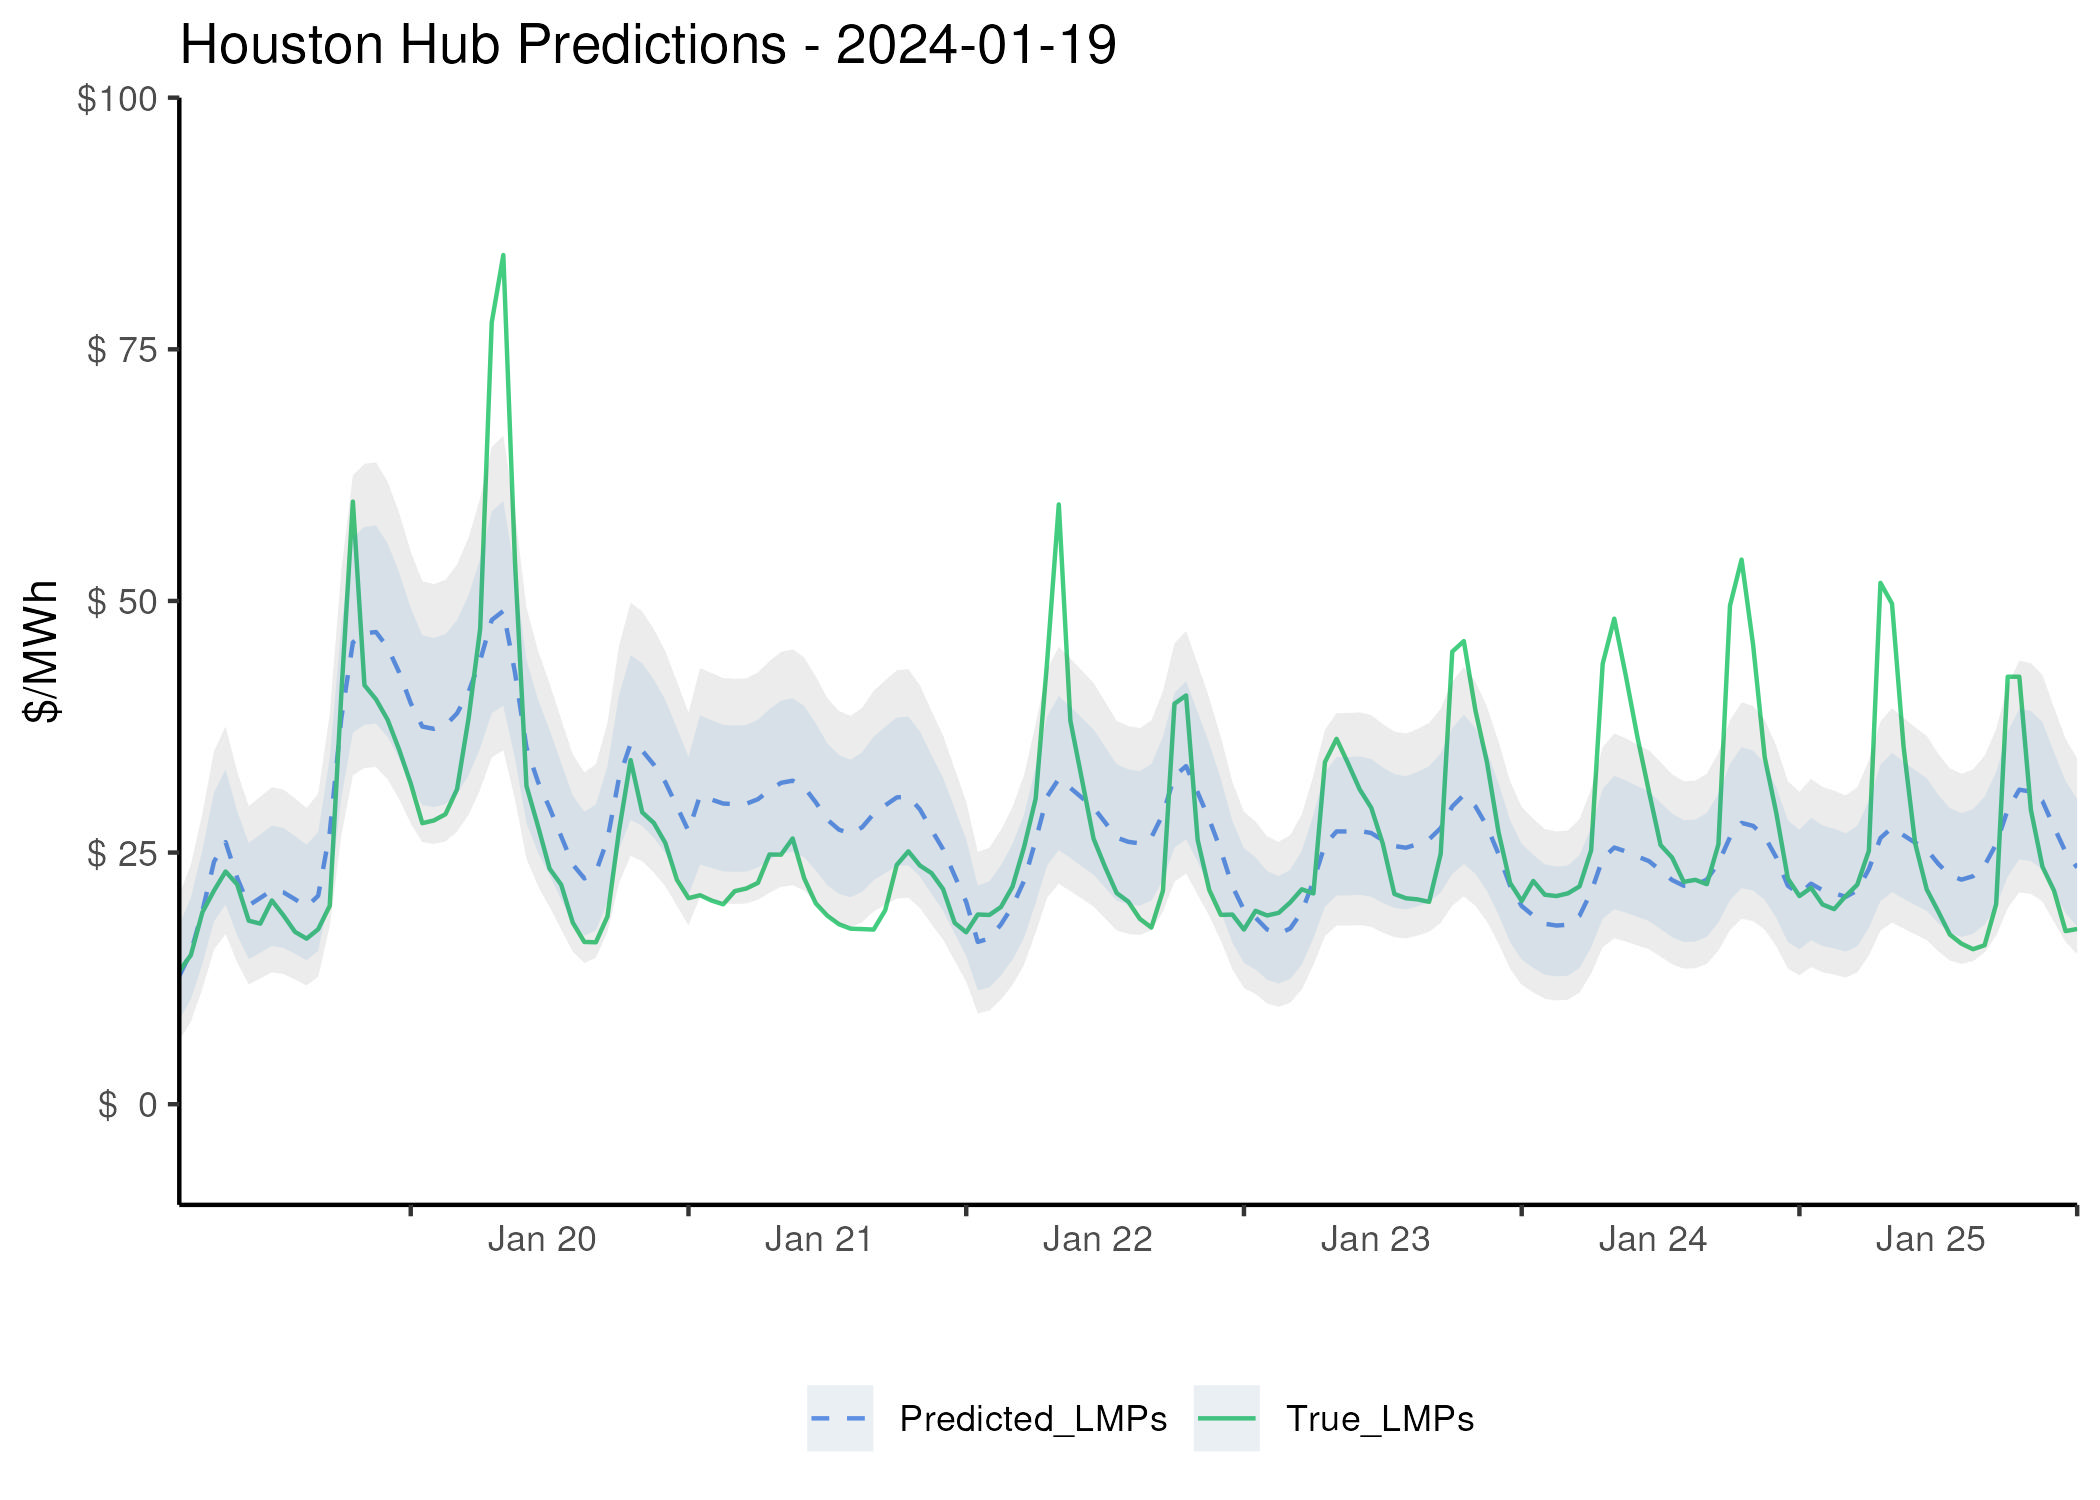 Houston Hub Predictions - 2024-01-19
$100
$ 75
$ 50
$ 25
$ 0
$/MWh
Jan 20 Jan 21 Jan 22 Jan 23 Jan 24 Jan 25
Predicted_LMPs True_LMPs